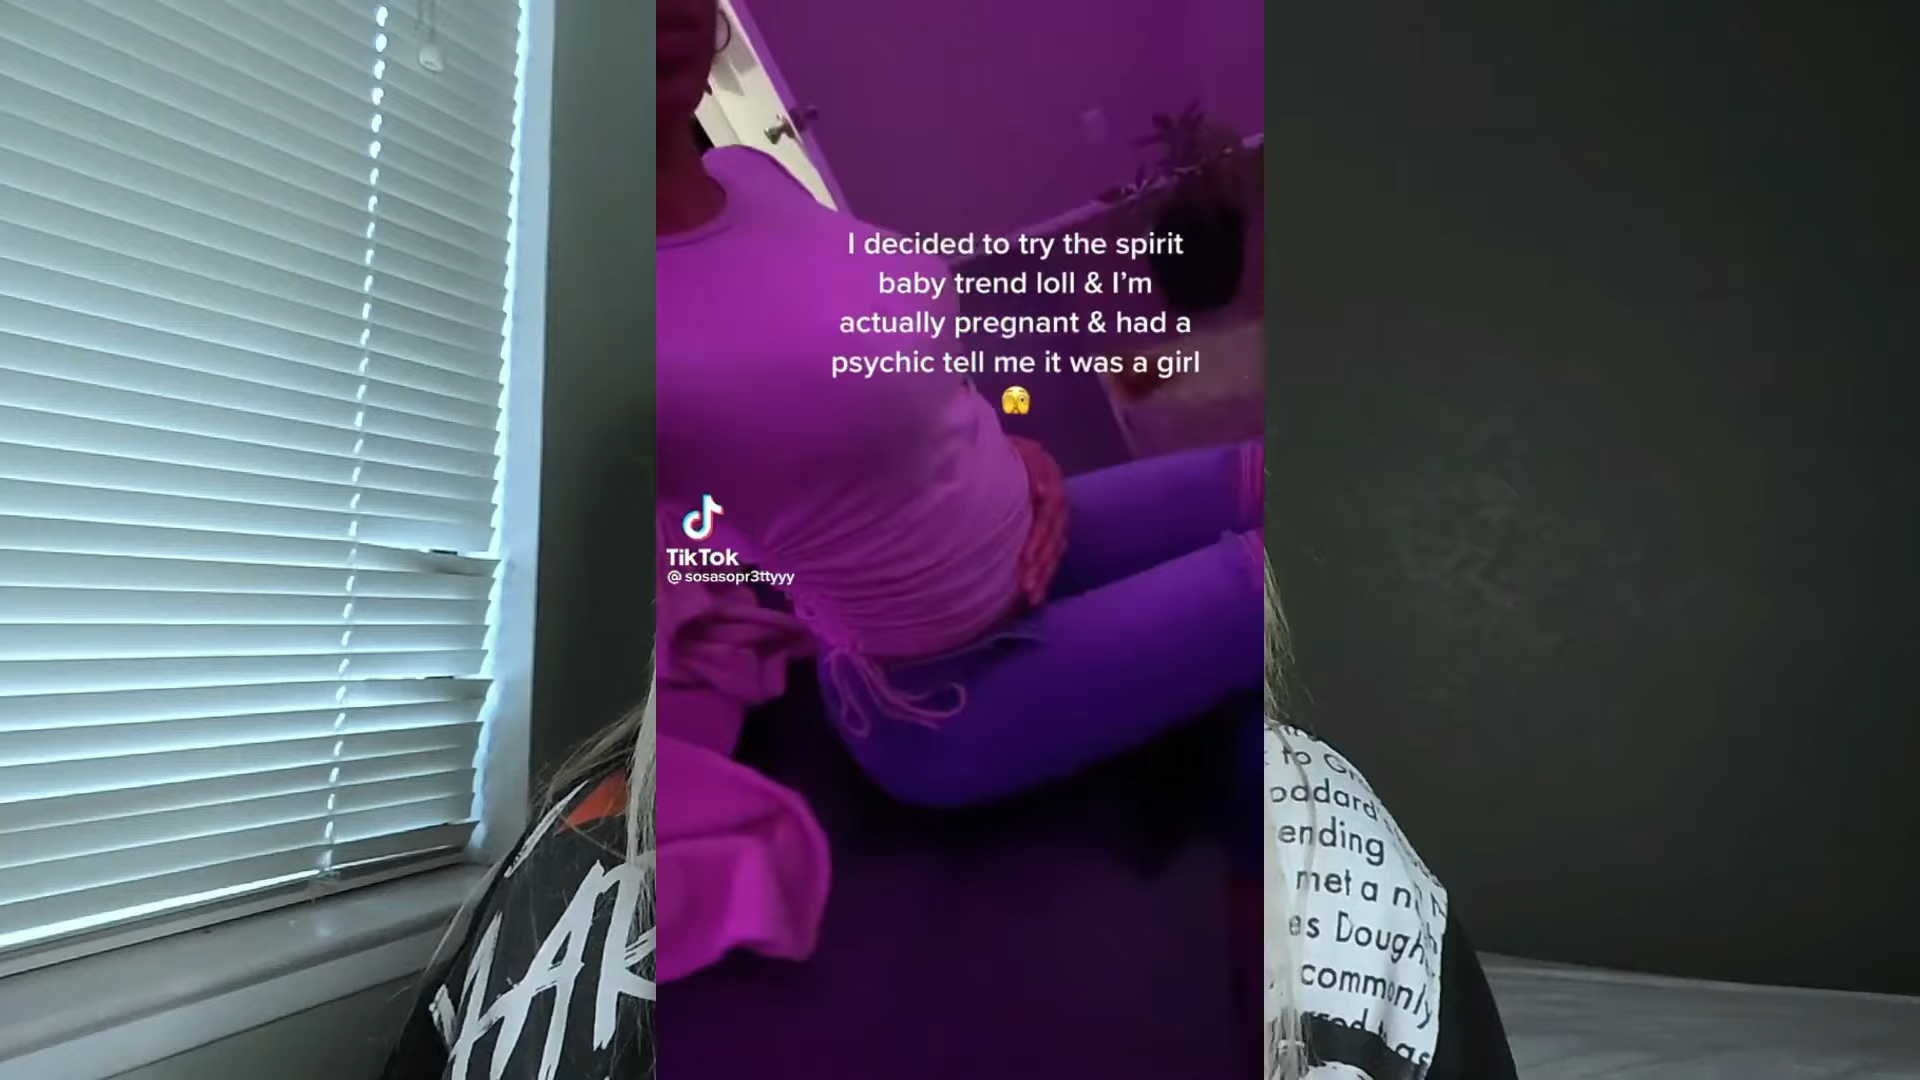 I decided to try the spirit
baby trend loll & I'm
actually pregnant & had a
psychic tell me it was a girl
TikTok
@sosasopr3ttyyy
to
oddard
ending
met a
es Dough
commonly
as